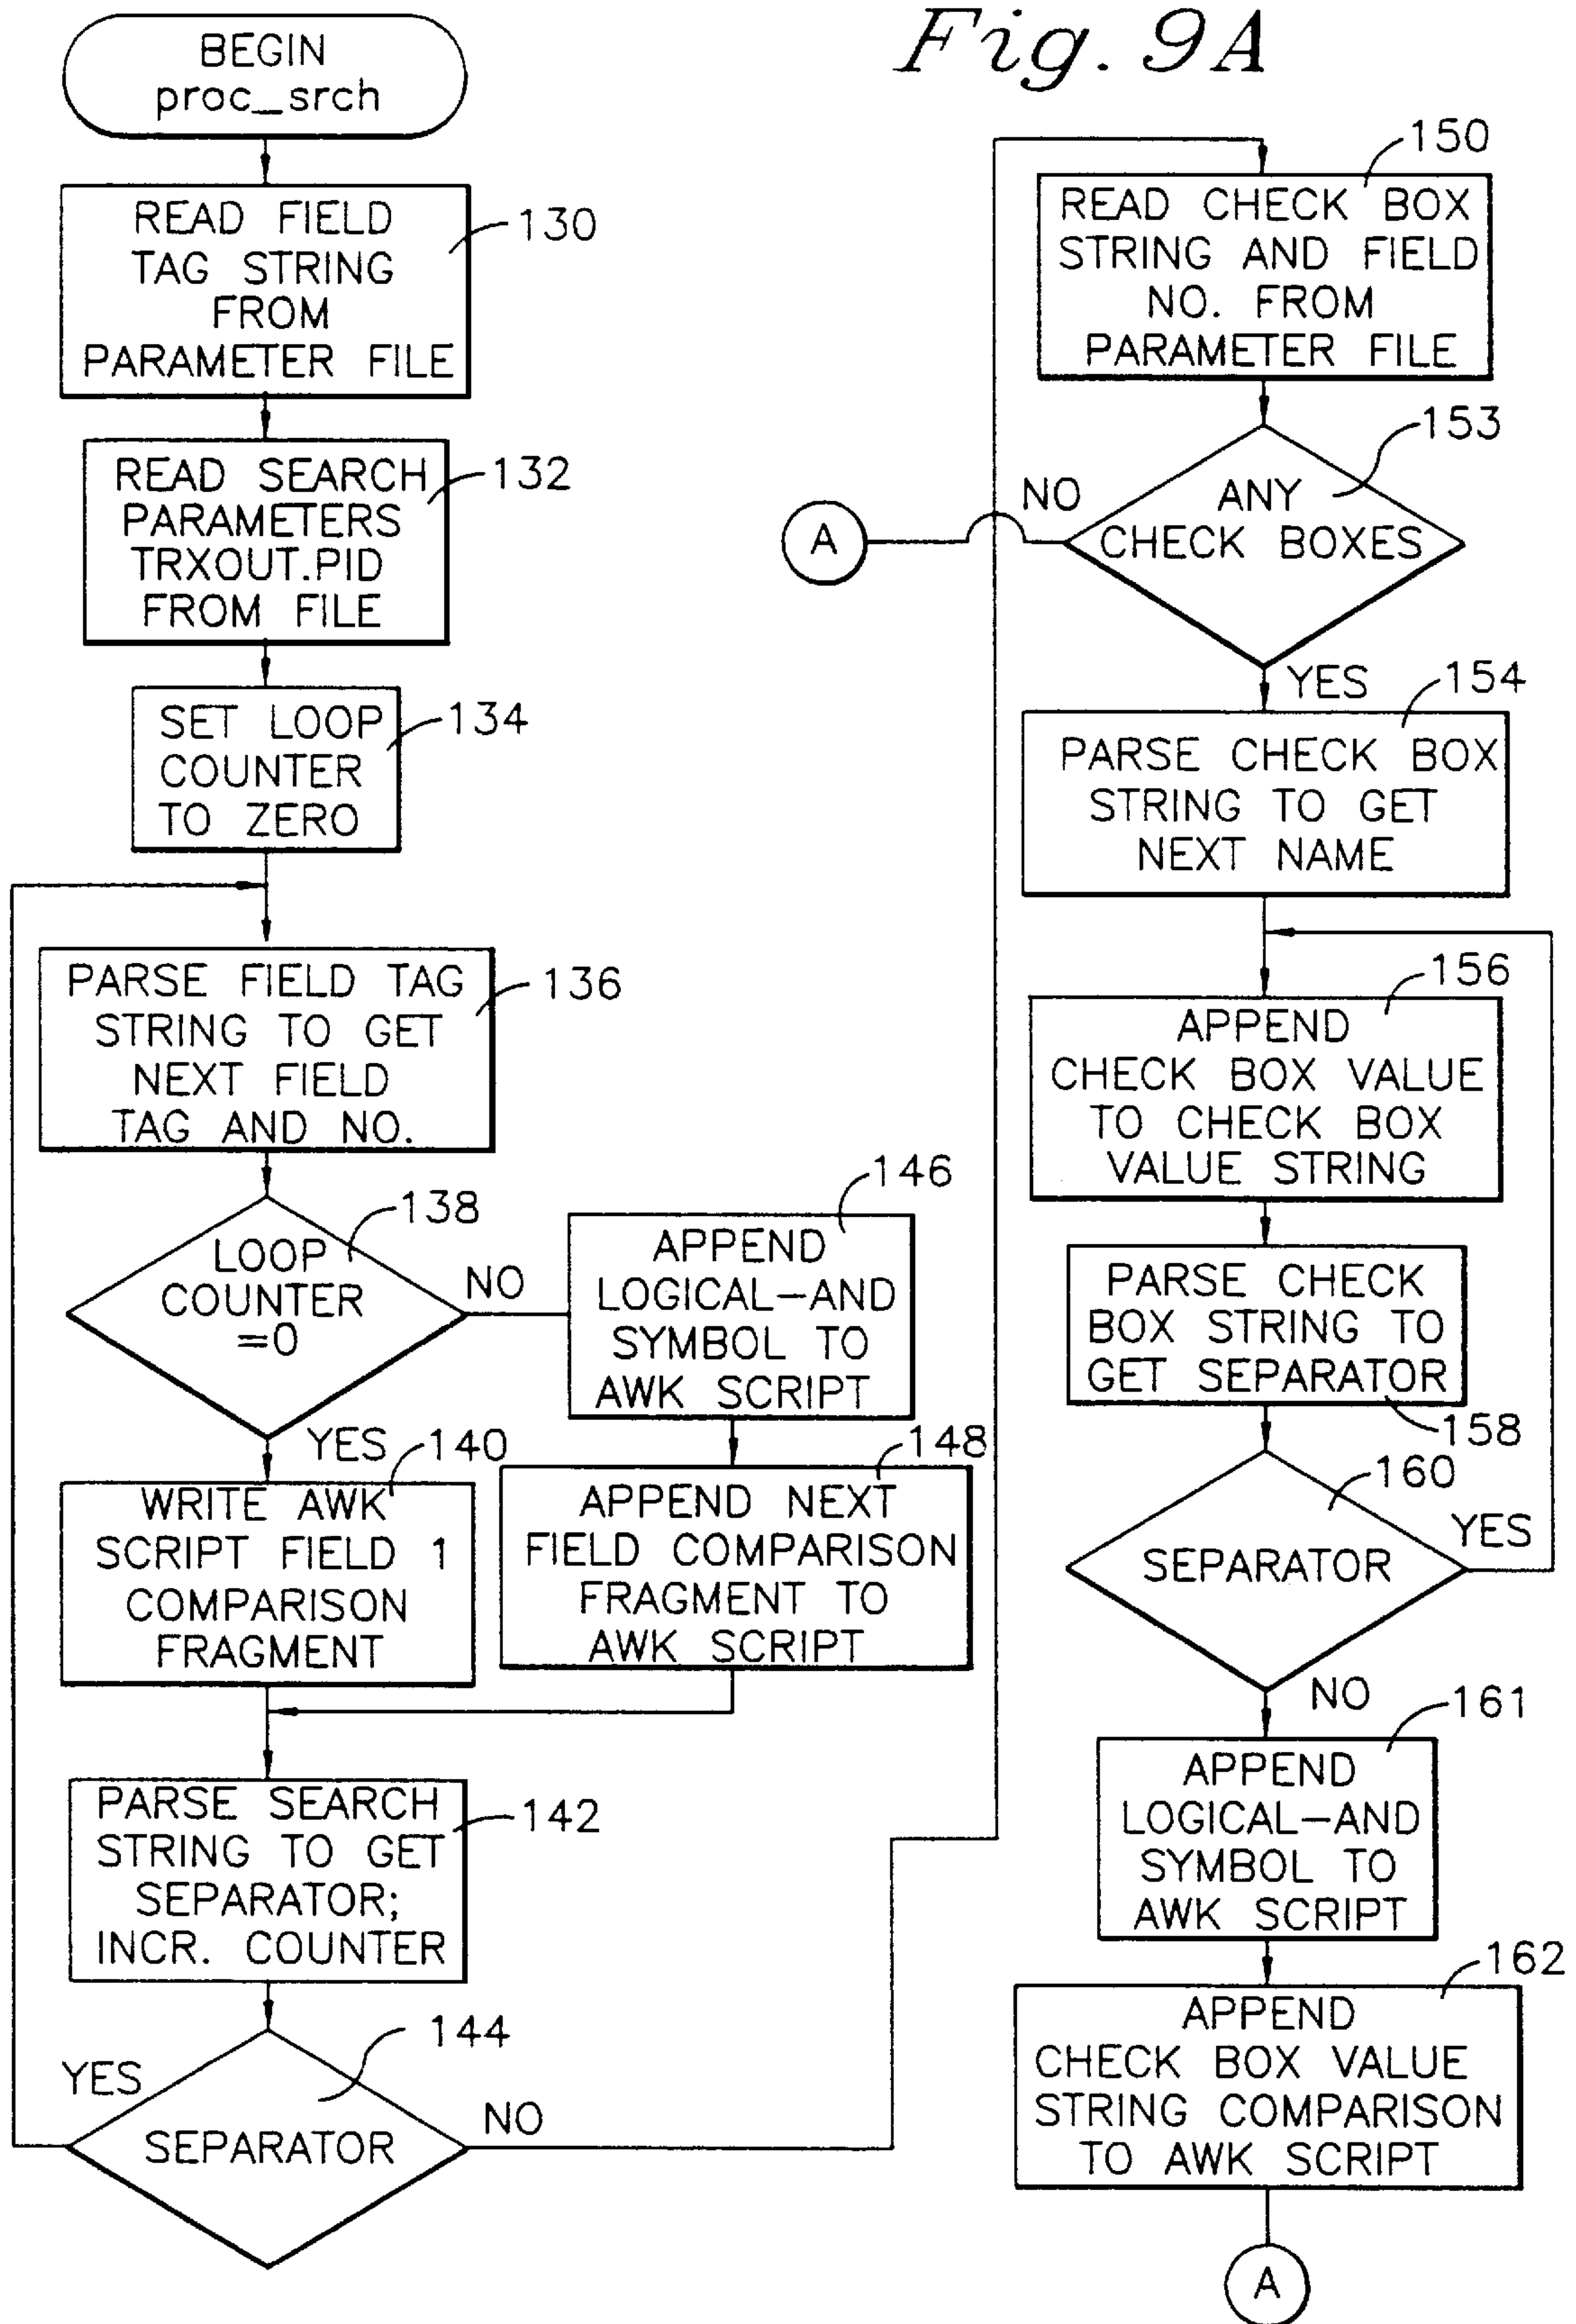 Fig. 9A
BEGIN
proc_srch
READ FIELD
TAG STRING
FROM
PARAMETER FILE
130
READ SEARCH
PARAMETERS
TRXOUT.PID
FROM FILE
132
SET LOOP
COUNTER
TO ZERO
134
PARSE FIELD TAG
STRING TO GET
NEXT FIELD
TAG AND NO.
136
LOOP
COUNTER
=0
138
NO
YES
146
APPEND
LOGICAL-AND
SYMBOL TO
AWK SCRIPT
140
WRITE AWK
SCRIPT FIELD 1
COMPARISON
FRAGMENT
148
APPEND NEXT
FIELD COMPARISON
FRAGMENT TO
AWK SCRIPT
PARSE SEARCH
STRING TO GET
SEPARATOR;
INCR. COUNTER
142
144
YES
SEPARATOR
NO
150
READ CHECK BOX
STRING AND FIELD
NO. FROM
PARAMETER FILE
153
NO
ANY
CHECK BOXES
A
YES
154
PARSE CHECK BOX
STRING TO GET
NEXT NAME
156
APPEND
CHECK BOX VALUE
TO CHECK BOX
VALUE STRING
PARSE CHECK
BOX STRING TO
GET SEPARATOR
158
160
SEPARATOR
YES
NO
161
APPEND
LOGICAL-AND
SYMBOL TO
AWK SCRIPT
162
APPEND
CHECK BOX VALUE
STRING COMPARISON
TO AWK SCRIPT
A